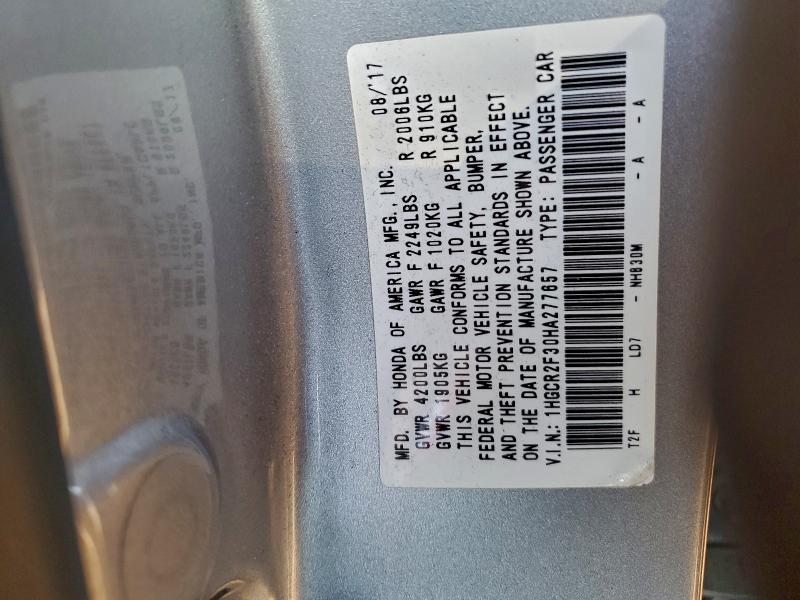 MFD. BY HONDA OF AMERICA MFG., INC. 08/'17
GVWR 4200LBS GAWR F 2249LBS R 2006LBS
GVWR 1905KG GAWR F 1020KG R 910KG
THIS VEHICLE CONFORMS TO ALL APPLICABLE
FEDERAL MOTOR VEHICLE SAFETY, BUMPER,
AND THEFT PREVENTION STANDARDS IN EFFECT
ON THE DATE OF MANUFACTURE SHOWN ABOVE.
V.I.N.: 1HGCR2F30HA277657 TYPE: PASSENGER CAR
T2F H LD7 - NH830M - A - A